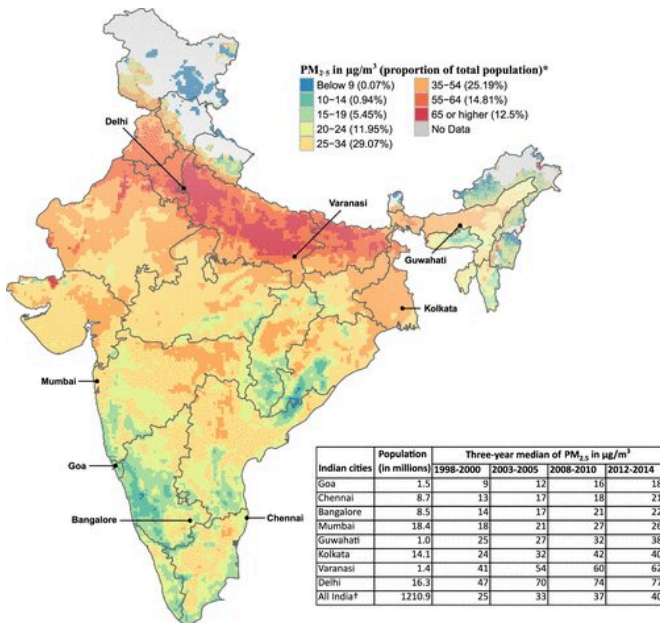 PM2.5 in μg/m³ (proportion of total population)*
Below 9 (0.07%) 35−54 (25.19%)
10−14 (0.94%) 55−64 (14.81%)
15−19 (5.45%) 65 or higher (12.5%)
20−24 (11.95%) No Data
25−34 (29.07%)
Delhi
Varanasi
Guwahati
Kolkata
Mumbai
Goa
Bangalore
Chennai
Indian cities Population (in millions) Three-year median of PM2.5 in μg/m³
1998-2000 2003-2005 2008-2010 2012-2014
Goa 1.5 9 12 16 18
Chennai 8.7 13 17 18 21
Bangalore 8.5 14 17 21 22
Mumbai 18.4 18 21 27 26
Guwahati 1.0 25 27 32 38
Kolkata 14.1 24 32 42 40
Varanasi 1.4 41 54 60 62
Delhi 16.3 47 70 74 77
All India† 1210.9 25 33 37 40